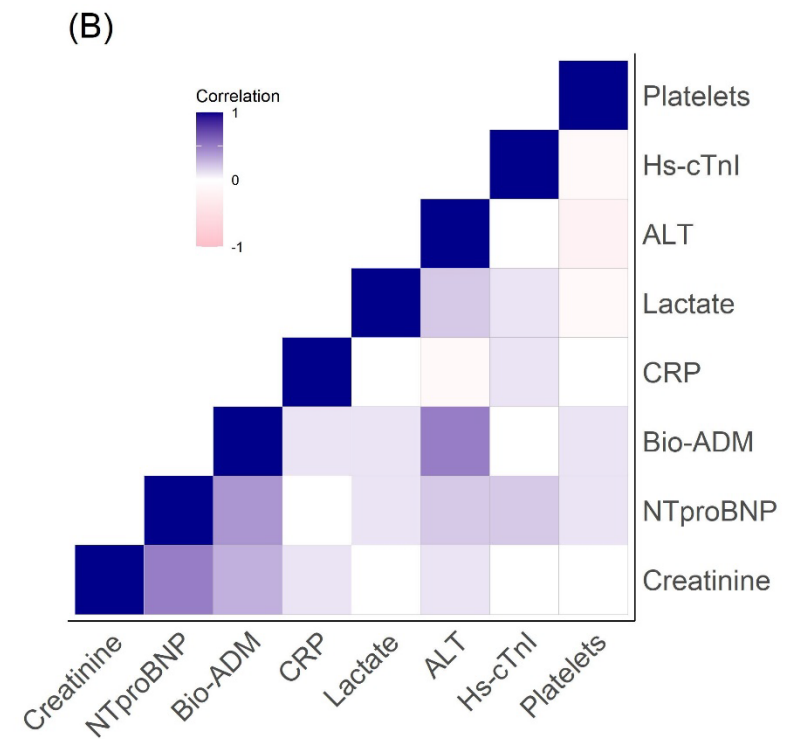 (B)
Correlation
1
0
-1
Platelets
Hs-cTnI
ALT
Lactate
CRP
Bio-ADM
NTproBNP
Creatinine
Creatinine
NTproBNP
Bio-ADM
CRP
Lactate
ALT
Hs-cTnI
Platelets